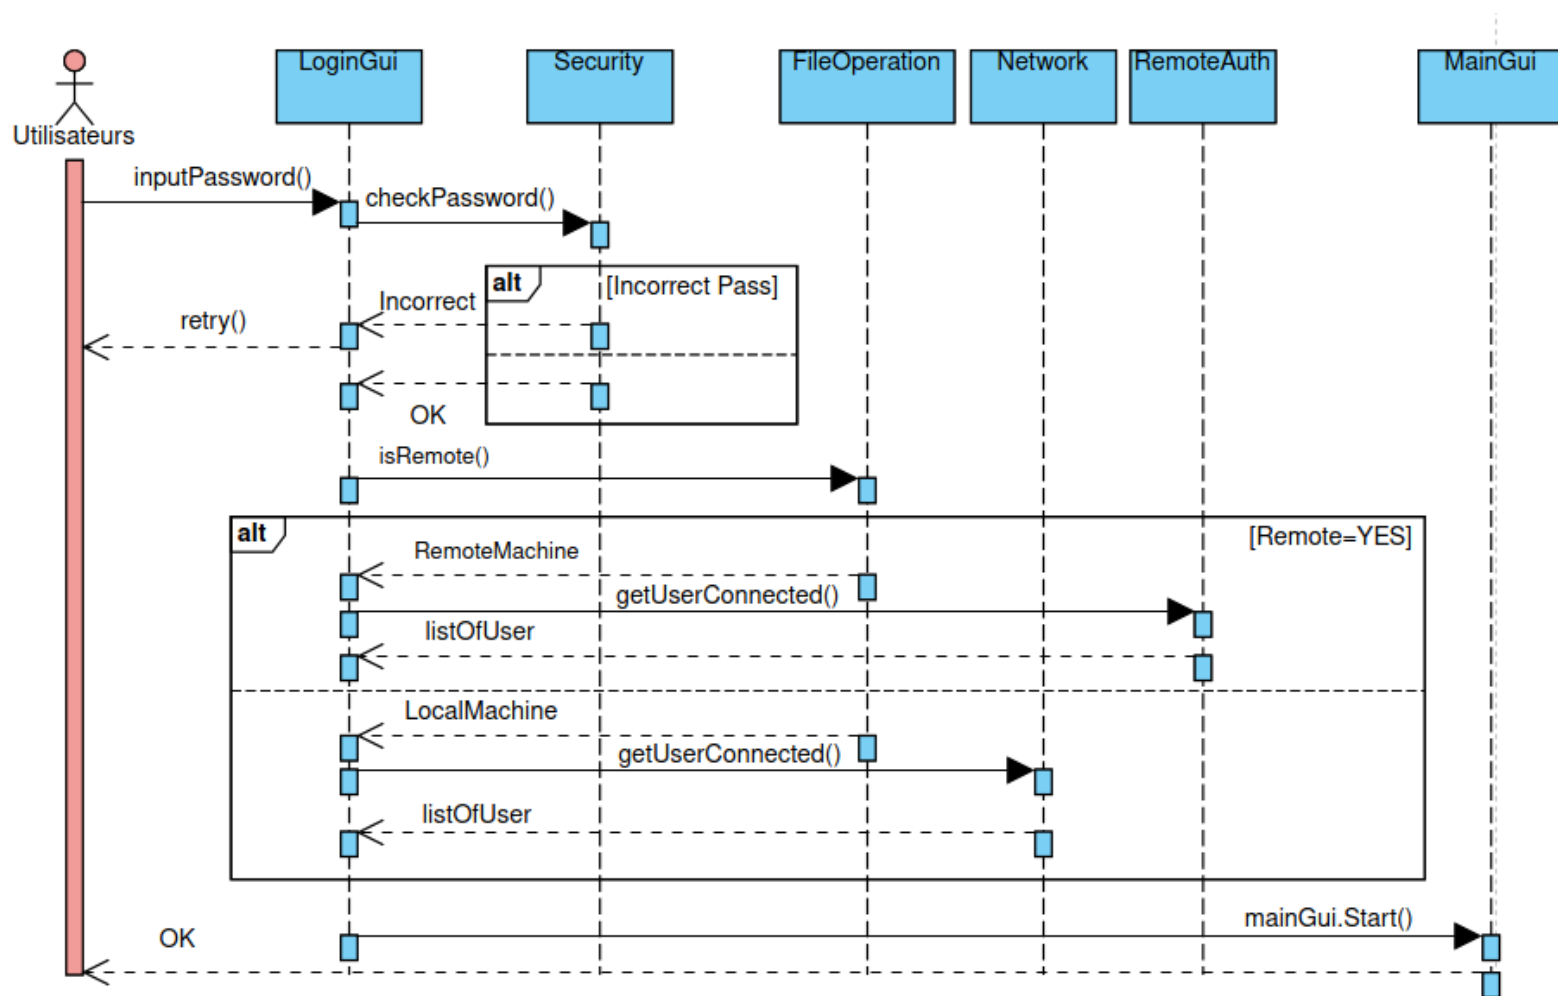 LoginGui
Security
FileOperation
Network
RemoteAuth
MainGui
Utilisateurs
inputPassword()
checkPassword()
alt
[Incorrect Pass]
Incorrect
retry()
OK
isRemote()
alt
[Remote=YES]
RemoteMachine
getUserConnected()
listOfUser
LocalMachine
getUserConnected()
listOfUser
mainGui.Start()
OK